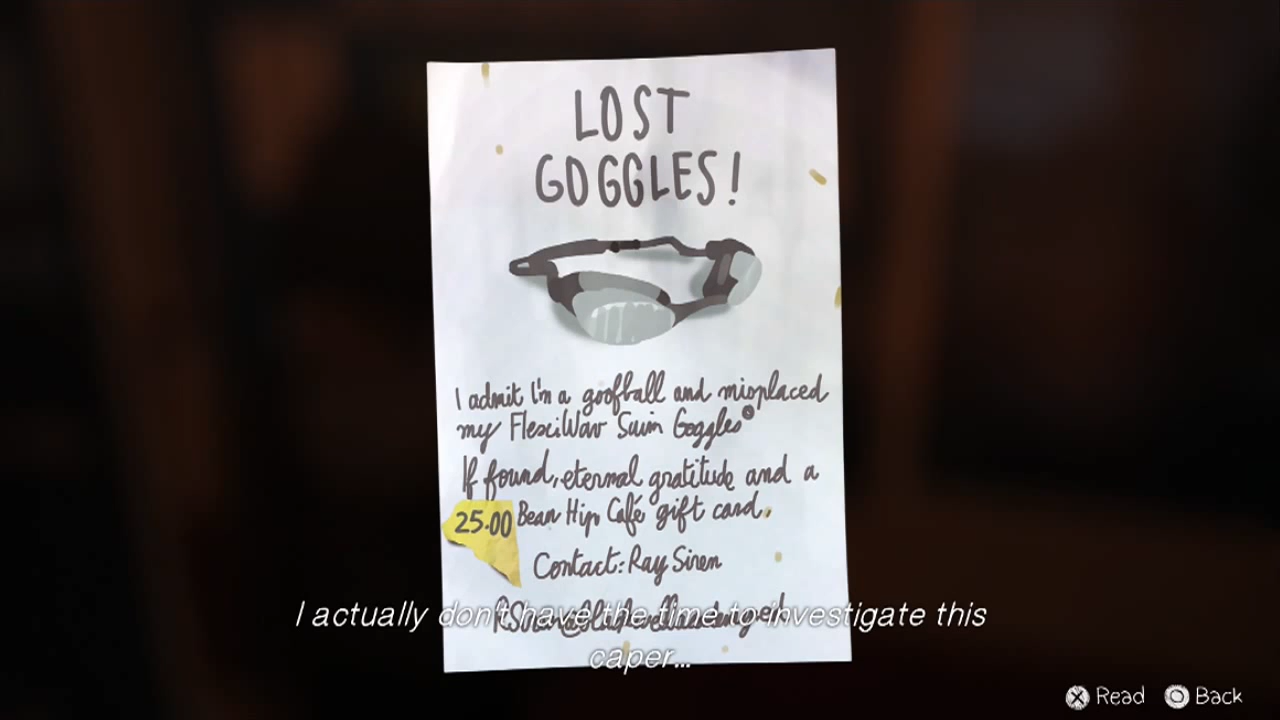 LOST
GOGGLES!
I admit I'm a goofball and misplaced
my FlexiWav Swim Goggles®
If found, eternal gratitude and a
25.00 Bean Hip Café gift card.
Contact: Ray Siren
I actually don't have the time to investigate this
caper...
Read Back